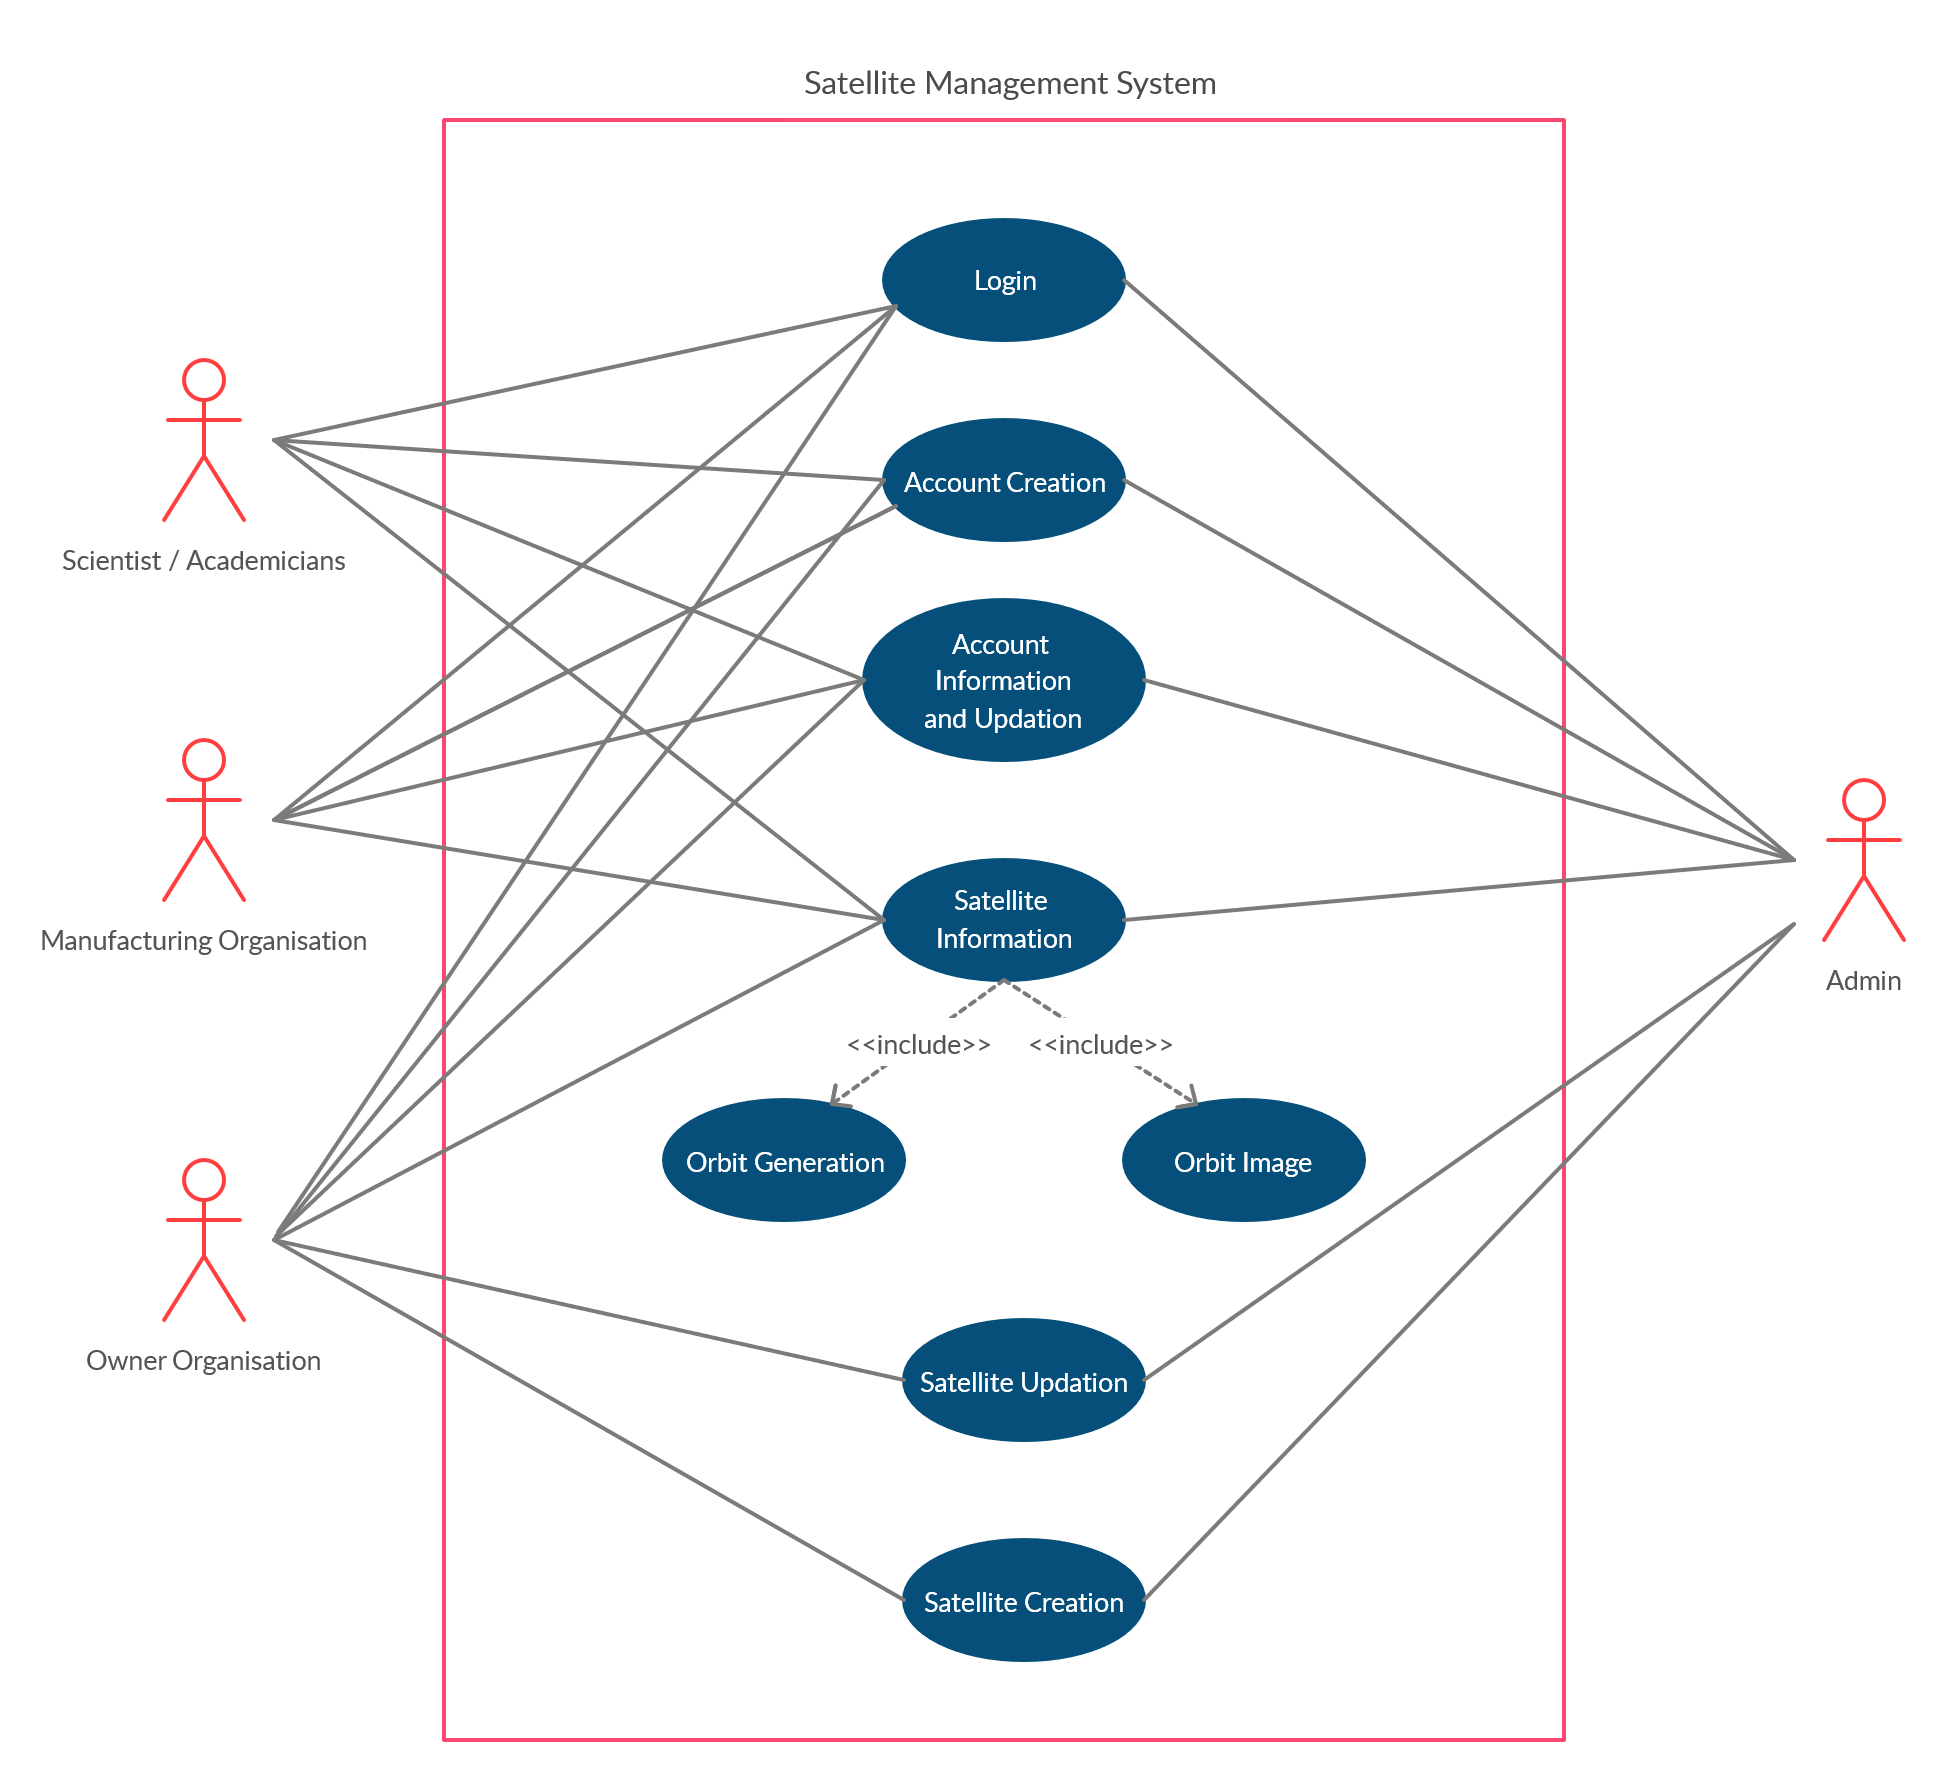 Satellite Management System
Login
Account Creation
Scientist / Academicians
Account
Information
and Updation
Manufacturing Organisation
Satellite
Information
Admin
<<include>>
<<include>>
Orbit Generation
Orbit Image
Owner Organisation
Satellite Updation
Satellite Creation